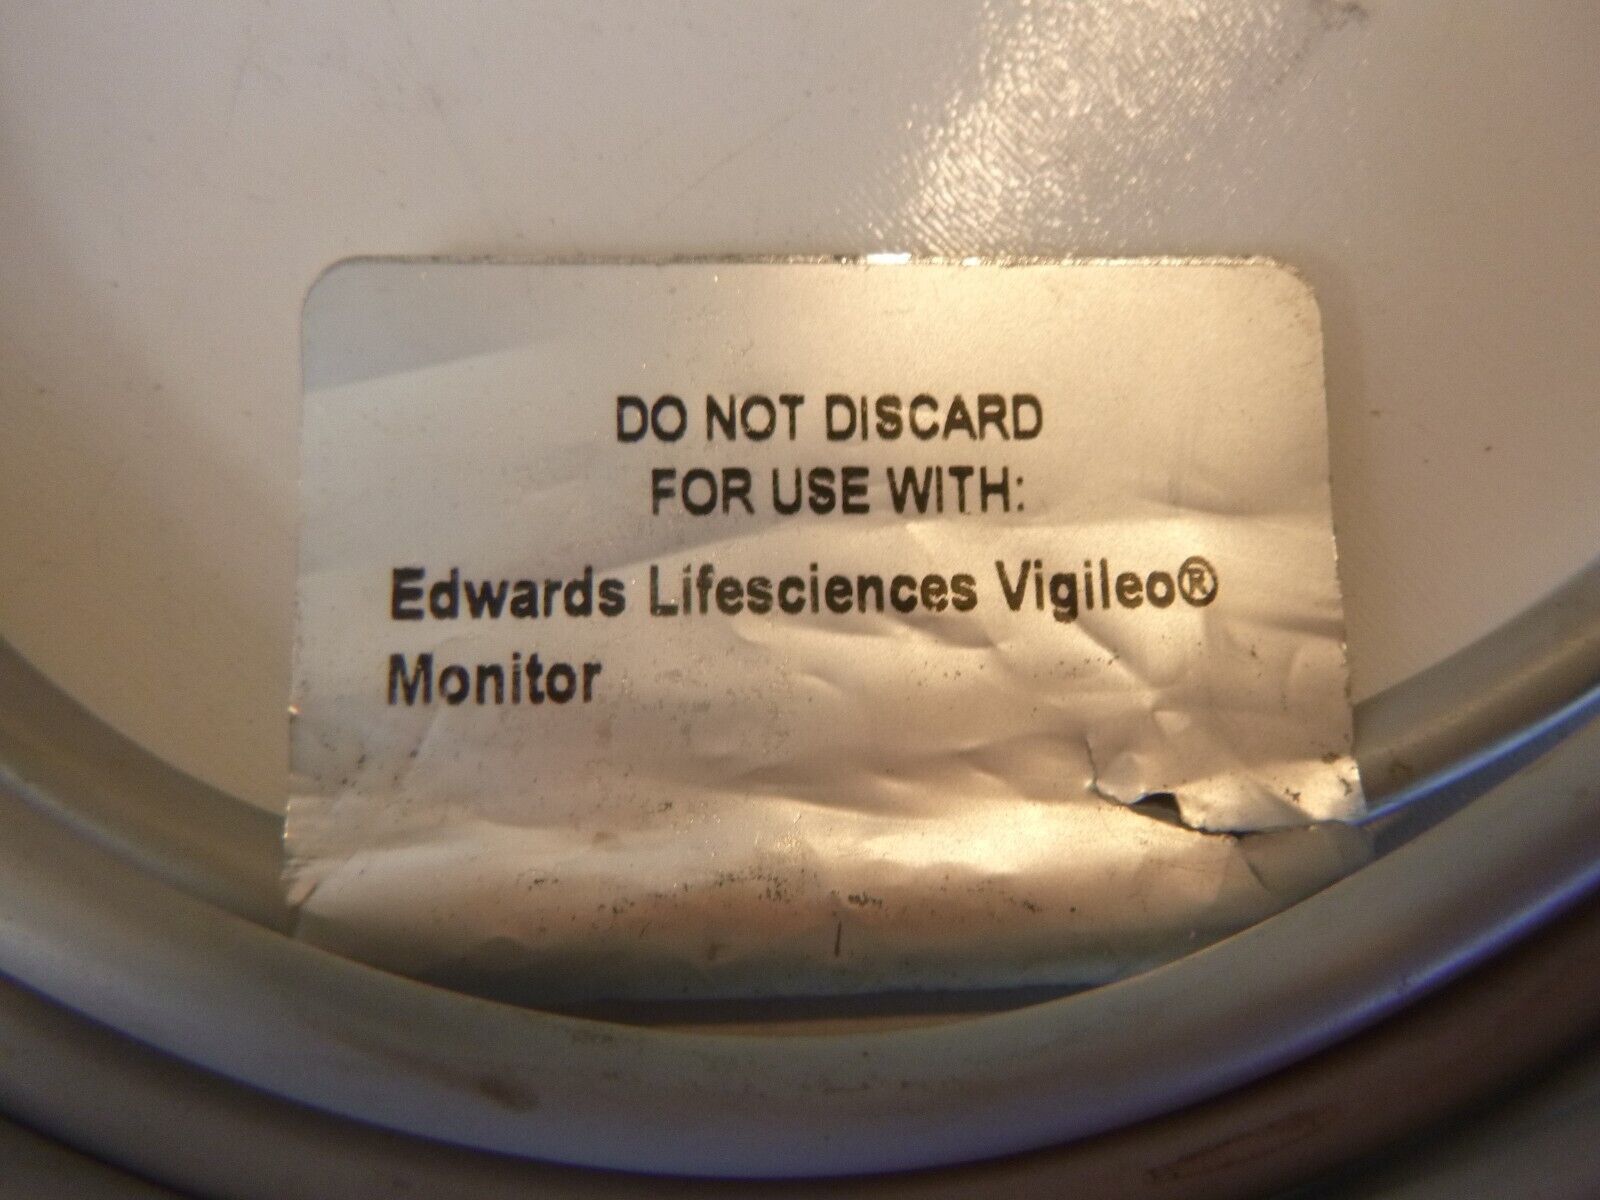 DO NOT DISCARD
FOR USE WITH:
Edwards Lifesciences Vigileo®
Monitor